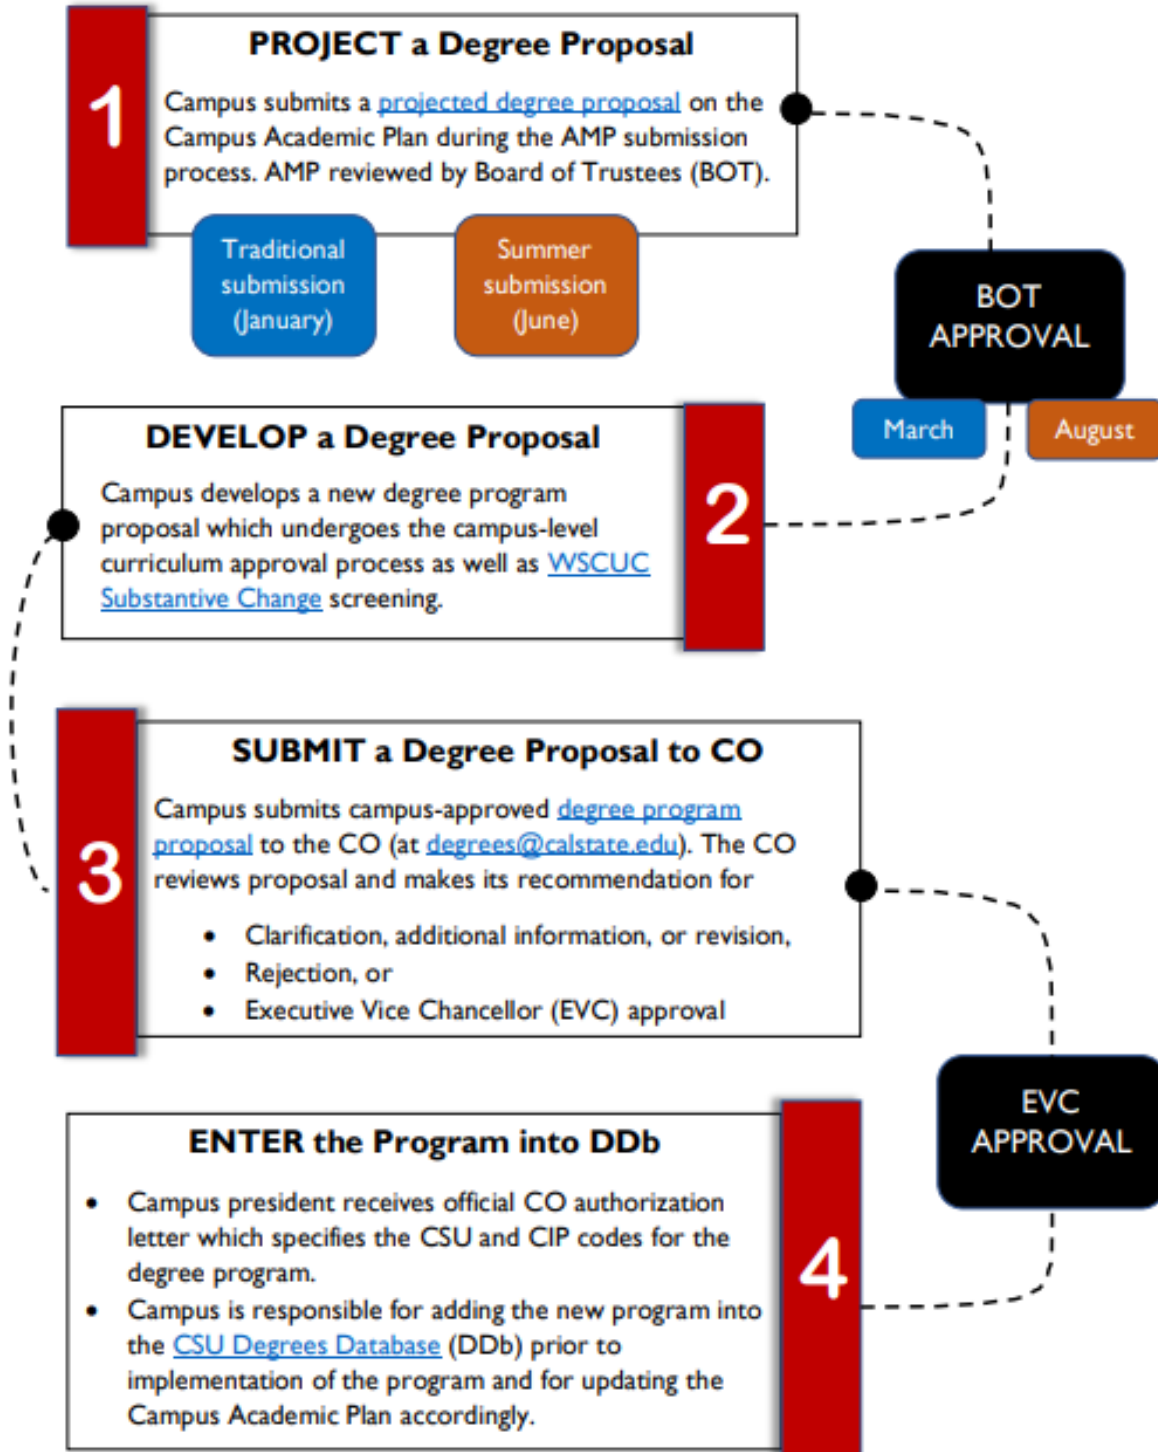 1
PROJECT a Degree Proposal
Campus submits a projected degree proposal on the
Campus Academic Plan during the AMP submission
process. AMP reviewed by Board of Trustees (BOT).
Traditional
submission
(January)
Summer
submission
(June)
BOT
APPROVAL
March
August
DEVELOP a Degree Proposal
Campus develops a new degree program
proposal which undergoes the campus-level
curriculum approval process as well as WSCUC
Substantive Change screening.
2
3
SUBMIT a Degree Proposal to CO
Campus submits campus-approved degree program
proposal to the CO (at degrees@calstate.edu). The CO
reviews proposal and makes its recommendation for
• Clarification, additional information, or revision,
• Rejection, or
• Executive Vice Chancellor (EVC) approval
EVC
APPROVAL
ENTER the Program into DDb
• Campus president receives official CO authorization
letter which specifies the CSU and CIP codes for the
degree program.
• Campus is responsible for adding the new program into
the CSU Degrees Database (DDb) prior to
implementation of the program and for updating the
Campus Academic Plan accordingly.
4